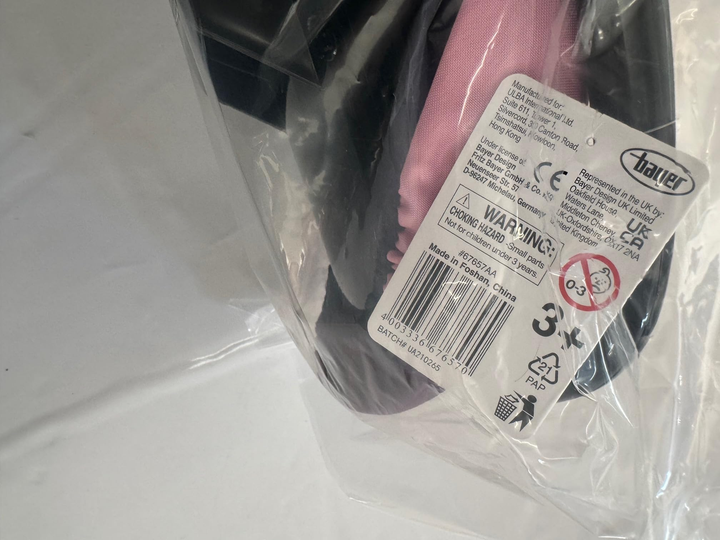 Manufactured for:
ULBA International Ltd.
Suite 611, Tower 1,
Silvercord, 30 Canton Road,
Tsimshatsui, Kowloon,
Hong Kong
Under license of
Bayer Design
Fritz Bayer GmbH & Co. KG
Neuenseer Str. 57
D-96247 Michelau, Germany
CE
bayer
Represented in the UK by:
Bayer Design UK Limited
Oakfield House
Waters Lane
Middleton Cheney
UK-Oxfordshire, OX17 2NA
United Kingdom
UK
CA
WARNING:
CHOKING HAZARD -Small parts
Not for children under 3 years.
0-3
#67657AA
Made in Foshan, China
4 003336 676570
BATCH# UA210265
3+
21
PAP